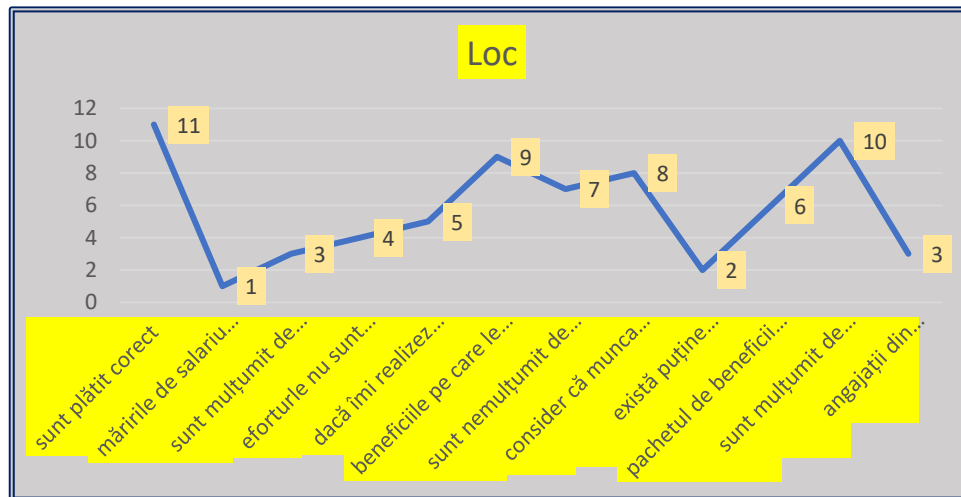 Loc
12
10
8
6
4
2
0
11
1
3
4
5
9
7
8
2
6
10
3
sunt plătit corect
măririle de salariu…
sunt mulțumit de…
eforturle nu sunt…
dacă îmi realizez…
beneficiile pe care le…
sunt nemulțumit de…
consider că munca…
există puține…
pachetul de beneficii…
sunt mulțumit de…
angajații din…